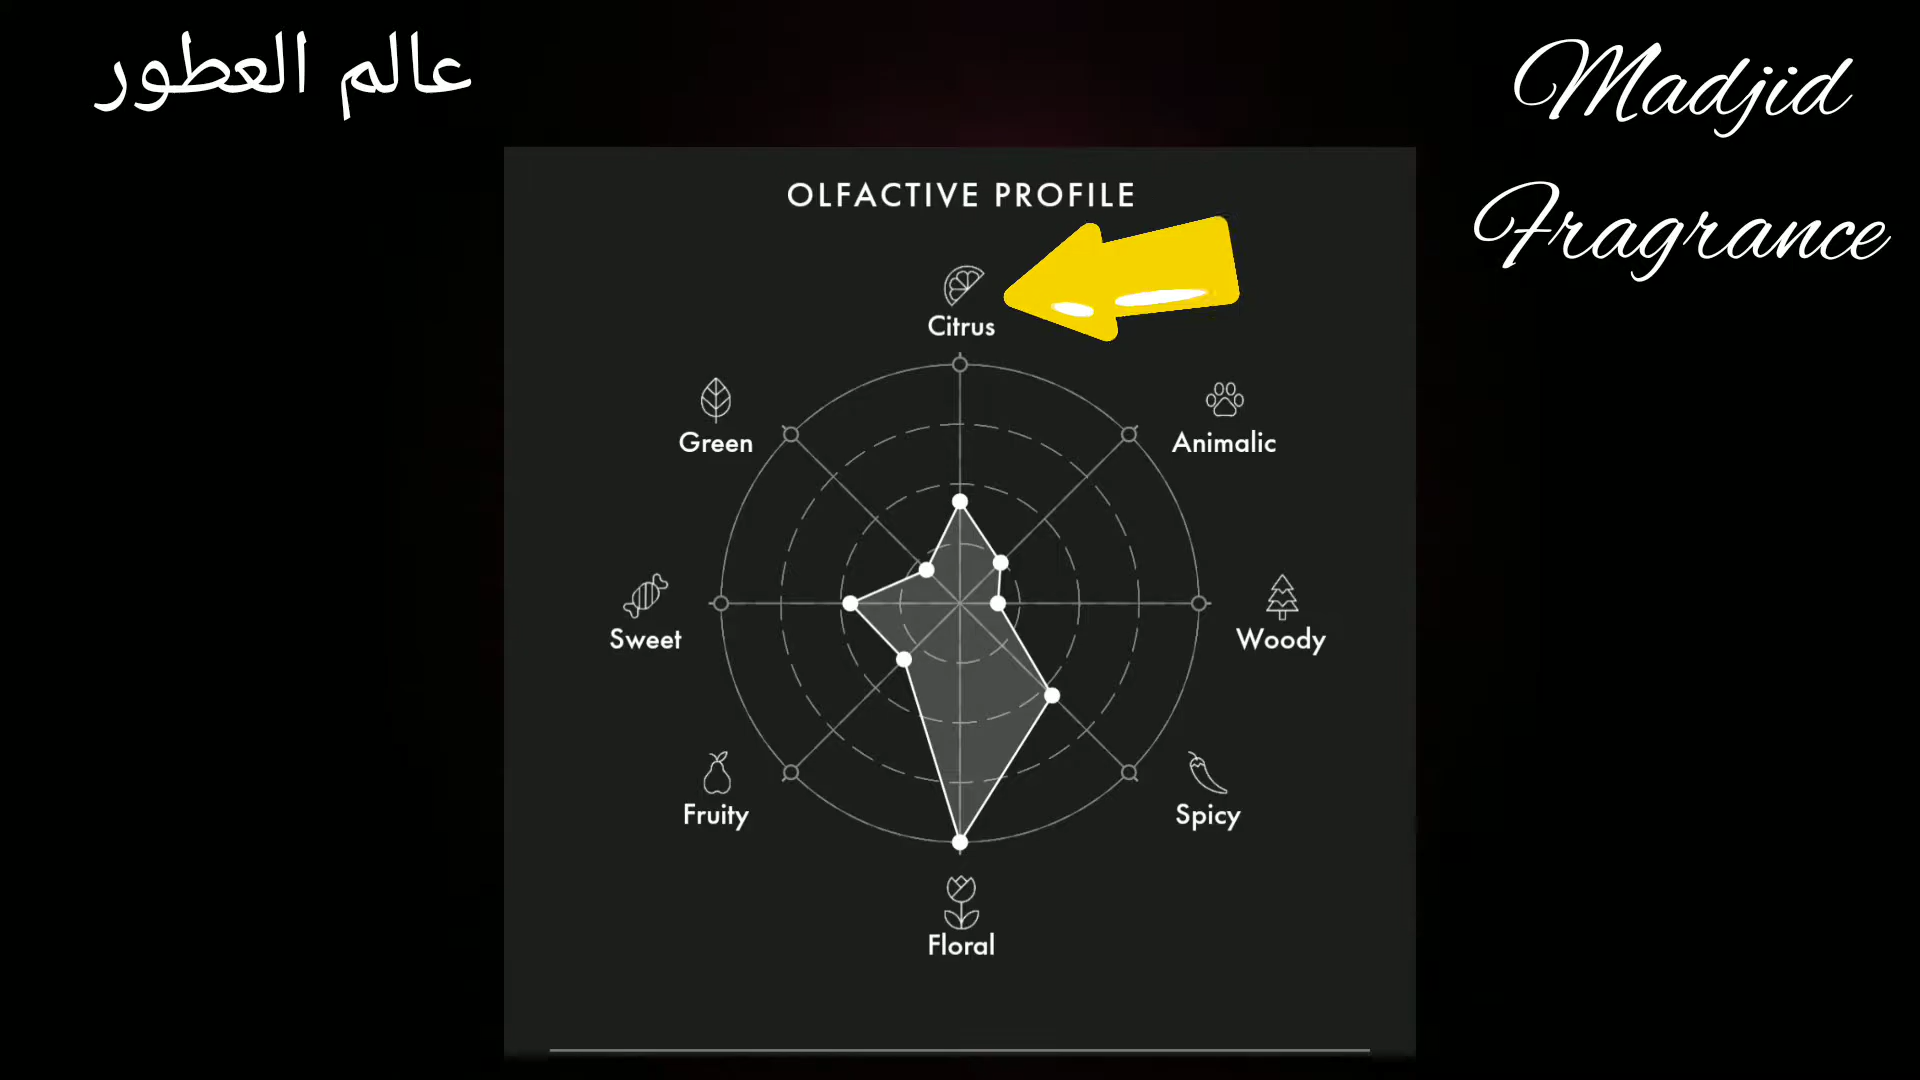 عالم العطور
Madjid
Fragrance
OLFACTIVE PROFILE
Citrus
Green
Animalic
Sweet
Woody
Fruity
Spicy
Floral